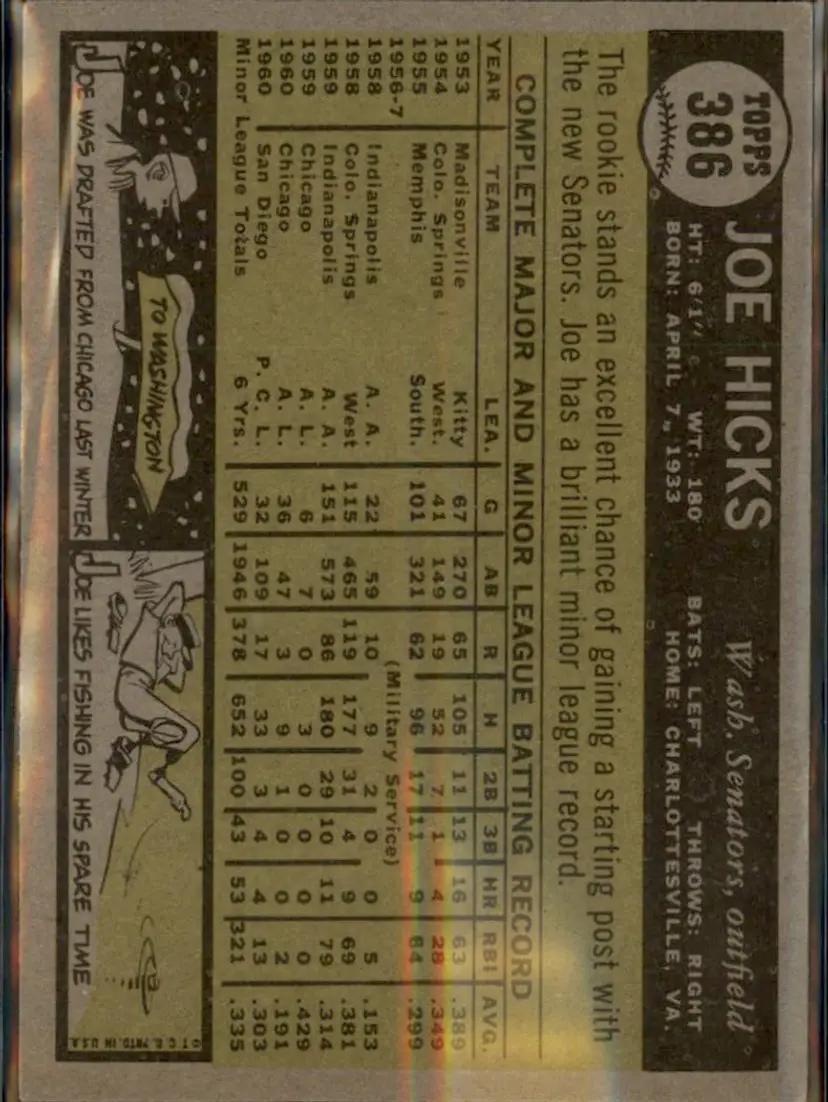 TOPPS
386
JOE HICKS
Wash. Senators, outfield
HT: 6'1" WT: 180 BATS: LEFT THROWS: RIGHT
BORN: APRIL 7, 1933 HOME: CHARLOTTESVILLE, VA.
The rookie stands an excellent chance of gaining a starting post with
the new Senators. Joe has a brilliant minor league record.
COMPLETE MAJOR AND MINOR LEAGUE BATTING RECORD
YEAR TEAM LEA. G AB R H 2B 3B HR RBI AVG.
1953 Madisonville Kitty 67 270 65 105 11 13 16 63 .389
1954 Colo. Springs West. 41 149 19 52 7 1 4 28 .349
1955 Memphis South. 101 321 62 96 17 11 9 64 .299
1956-7 (Military Service)
1958 Indianapolis A. A. 22 59 10 9 2 0 0 5 .153
1958 Colo. Springs West 115 465 119 177 31 4 9 69 .381
1959 Indianapolis A. A. 151 573 86 180 29 10 11 79 .314
1959 Chicago A. L. 6 7 0 3 0 0 0 0 .429
1960 Chicago A. L. 36 47 3 9 1 0 0 2 .191
1960 San Diego P. C. L. 32 109 17 33 3 4 4 13 .303
Minor League Totals 6 Yrs. 529 1946 378 652 100 43 53 321 .335
TO WASHINGTON
JOE WAS DRAFTED FROM CHICAGO LAST WINTER
JOE LIKES FISHING IN HIS SPARE TIME
© T.C.G. PRTD. IN U.S.A.